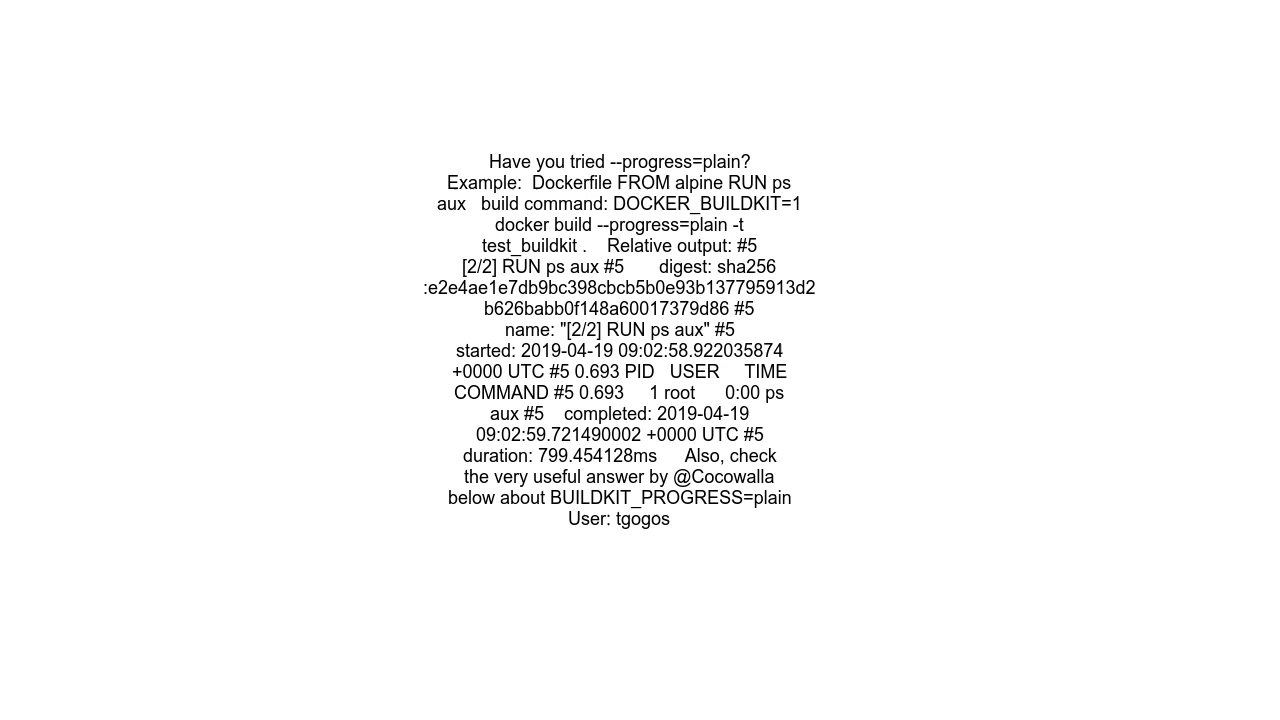 Have you tried --progress=plain?
Example:  Dockerfile FROM alpine RUN ps
aux   build command: DOCKER_BUILDKIT=1
docker build --progress=plain -t
test_buildkit .    Relative output: #5
[2/2] RUN ps aux #5       digest: sha256
:e2e4ae1e7db9bc398cbcb5b0e93b137795913d2
b626babb0f148a60017379d86 #5
name: "[2/2] RUN ps aux" #5
started: 2019-04-19 09:02:58.922035874
+0000 UTC #5 0.693 PID   USER     TIME
COMMAND #5 0.693     1 root      0:00 ps
aux #5    completed: 2019-04-19
09:02:59.721490002 +0000 UTC #5
duration: 799.454128ms      Also, check
the very useful answer by @Cocowalla
below about BUILDKIT_PROGRESS=plain
User: tgogos